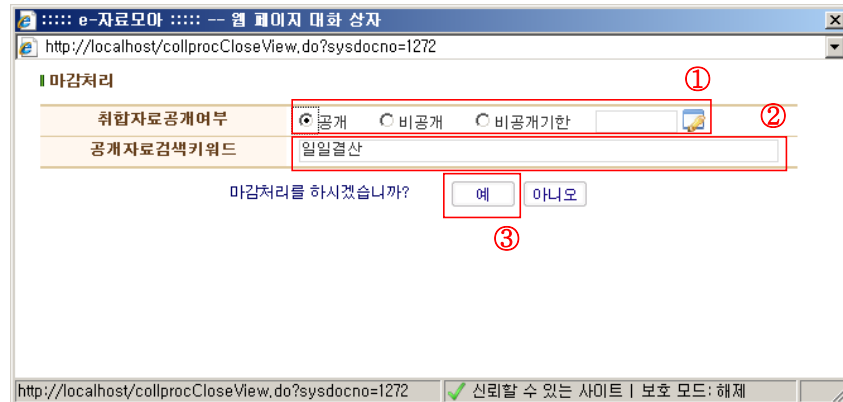 ::::: e-자료모아 ::::: -- 웹 페이지 대화 상자
http://localhost/collprocCloseView.do?sysdocno=1272
마감처리
①
취합자료공개여부 공개 비공개 비공개기한 ②
공개자료검색키워드 일일결산
마감처리를 하시겠습니까? 예 아니오
③
http://localhost/collprocCloseView.do?sysdocno=1272 신뢰할 수 있는 사이트 | 보호 모드: 해제